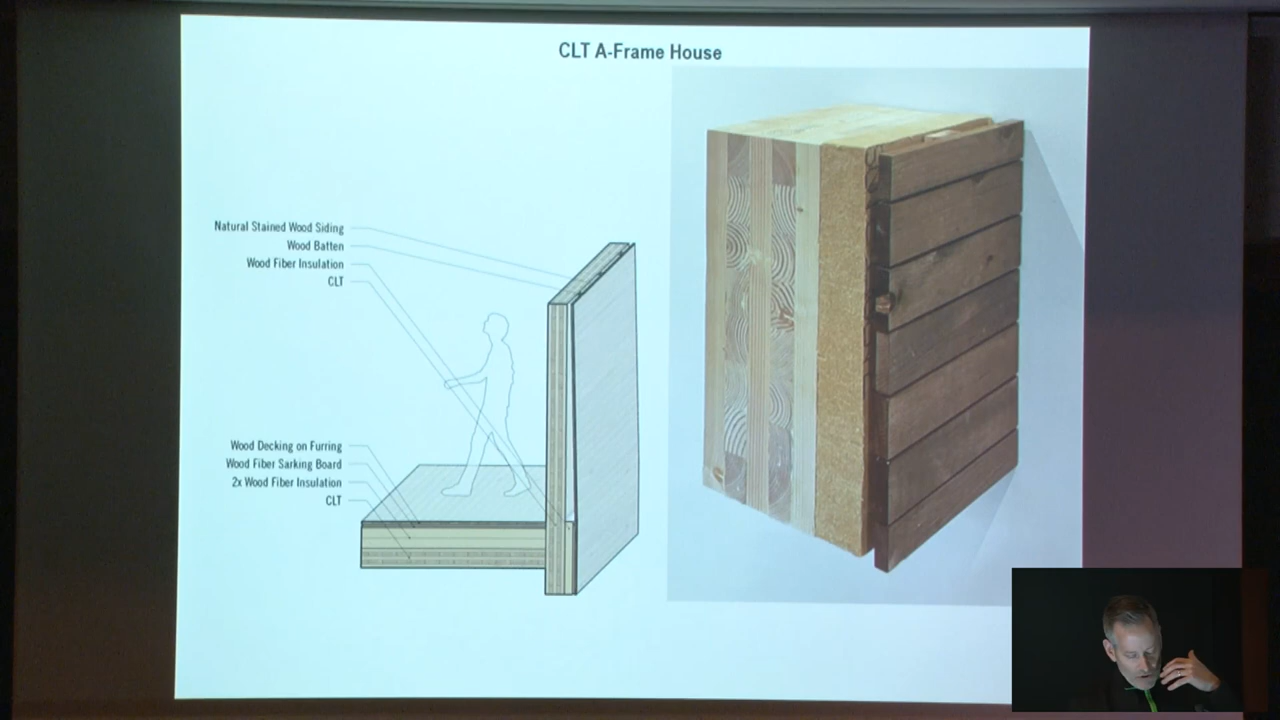 CLT A-Frame House
Natural Stained Wood Siding
Wood Batten
Wood Fiber Insulation
CLT
Wood Decking on Furring
Wood Fiber Sarking Board
2x Wood Fiber Insulation
CLT